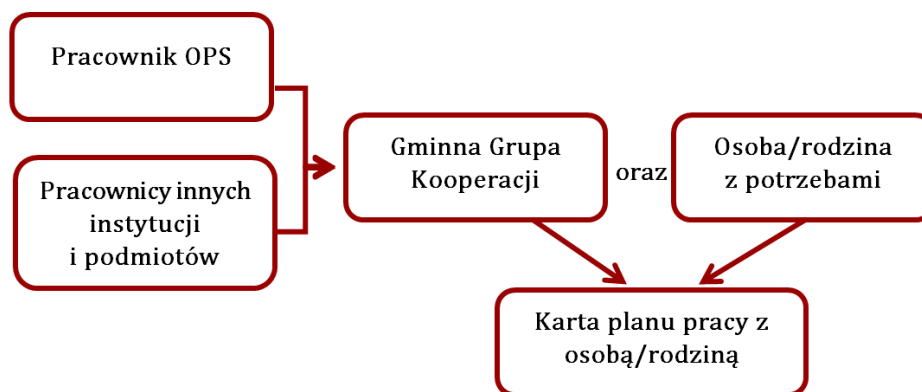 Pracownik OPS
Pracownicy innych
instytucji
i podmiotów
Gminna Grupa
Kooperacji
oraz
Osoba/rodzina
z potrzebami
Karta planu pracy z
osobą/rodziną